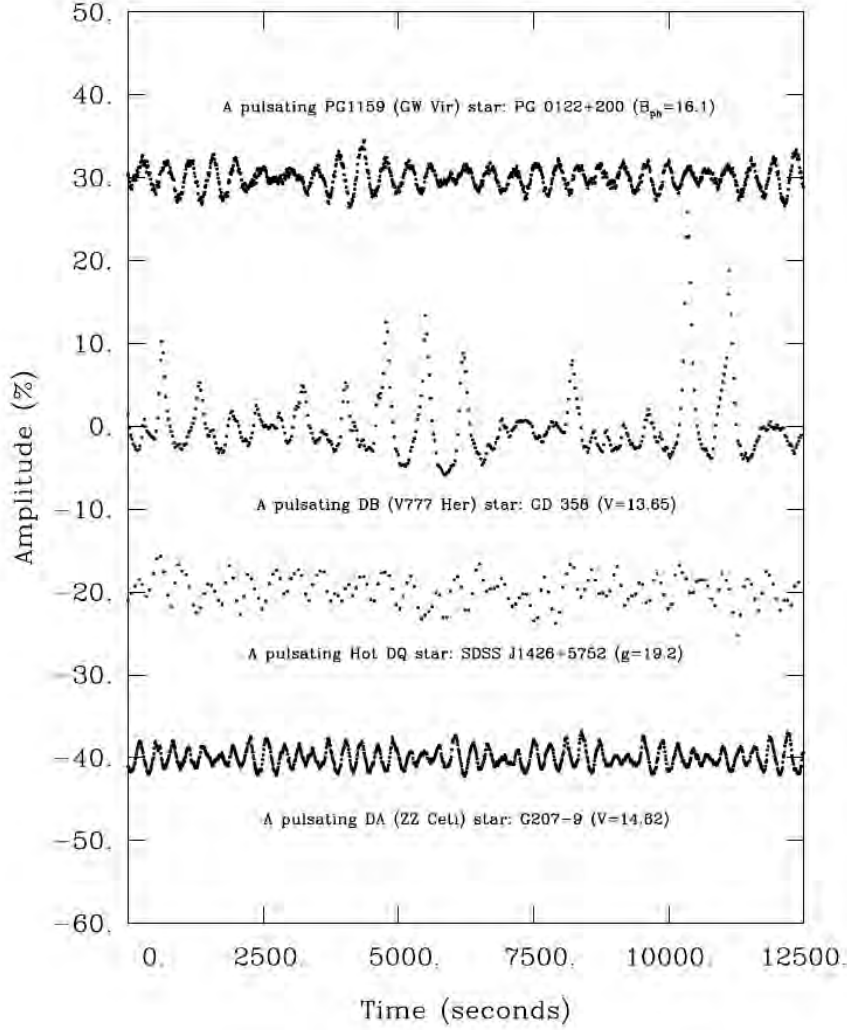 50.
40.
A pulsating PG1159 (GW Vir) star: PG 0122+200 (Bph=16.1)
30.
20.
10.
0.
-10.
A pulsating DB (V777 Her) star: GD 358 (V=13.65)
-20.
A pulsating Hot DQ star: SDSS J1426+5752 (g=19.2)
-30.
-40.
A pulsating DA (ZZ Ceti) star: G207-9 (V=14.62)
-50.
-60.
Amplitude (%)
0. 2500. 5000. 7500. 10000. 12500.
Time (seconds)